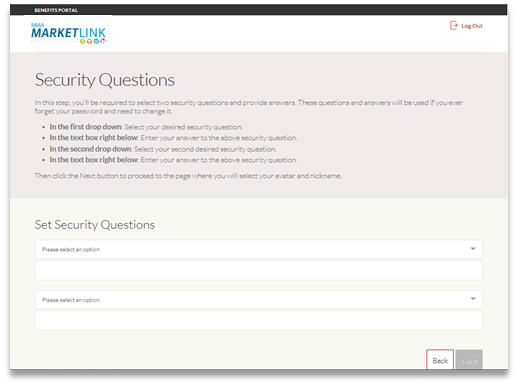 BENEFITS PORTAL
MMA
MARKETLINK
Log Out
Security Questions
In this step, you'll be required to select two security questions and provide answers. These questions and answers will be used if you ever
forget your password and need to change it.
• In the first drop down: Select your desired security question.
• In the text box right below: Enter your answer to the above security question.
• In the second drop down: Select your second desired security question.
• In the text box right below: Enter your answer to the above security question.
Then click the Next button to proceed to the page where you will select your avatar and nickname.
Set Security Questions
Please select an option
Please select an option
Back
Next